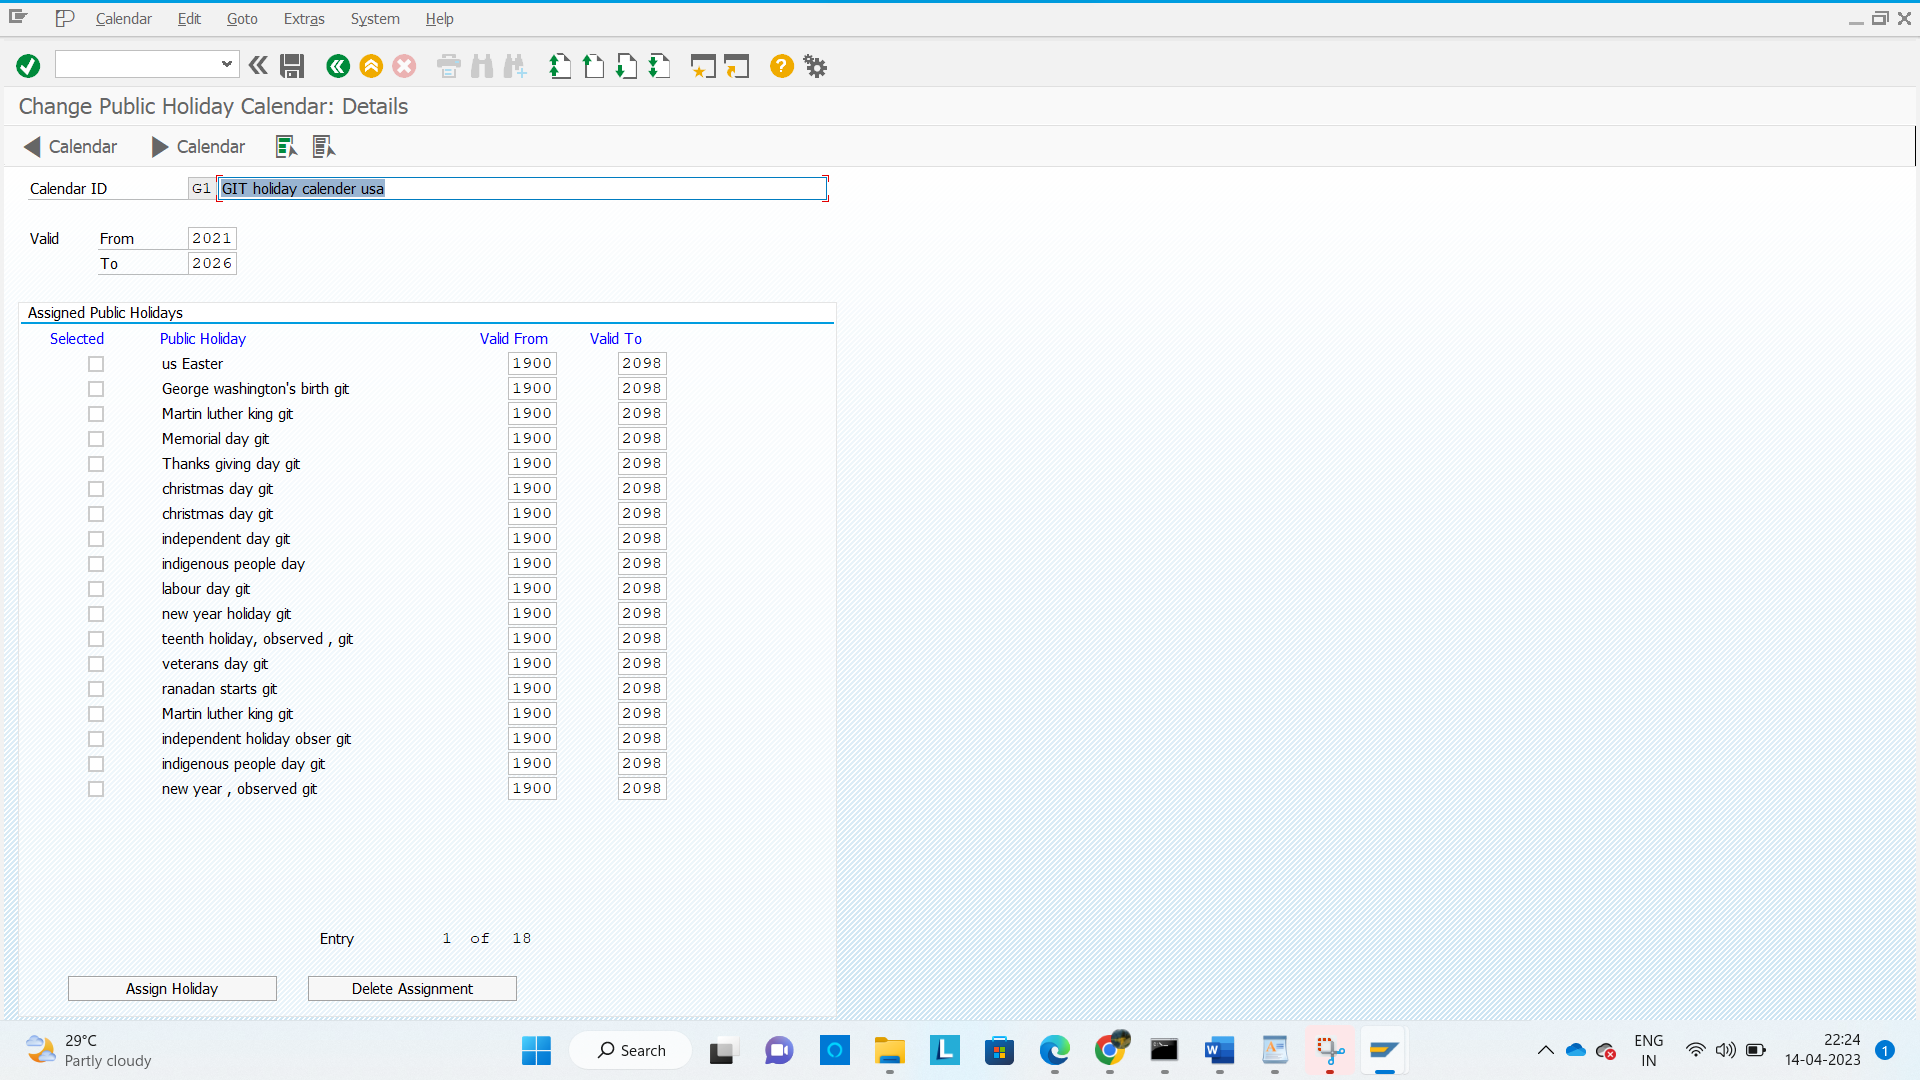 Calendar Edit Goto Extras System Help
Change Public Holiday Calendar: Details
Calendar Calendar
Calendar ID G1 GIT holiday calender usa
Valid From 2021
To 2026
Assigned Public Holidays
Selected Public Holiday Valid From Valid To
us Easter 1900 2098
George washington's birth git 1900 2098
Martin luther king git 1900 2098
Memorial day git 1900 2098
Thanks giving day git 1900 2098
christmas day git 1900 2098
christmas day git 1900 2098
independent day git 1900 2098
indigenous people day 1900 2098
labour day git 1900 2098
new year holiday git 1900 2098
teenth holiday, observed , git 1900 2098
veterans day git 1900 2098
ranadan starts git 1900 2098
Martin luther king git 1900 2098
independent holiday obser git 1900 2098
indigenous people day git 1900 2098
new year , observed git 1900 2098
Entry 1 of 18
Assign Holiday Delete Assignment
29°C
Partly cloudy
Search
ENG
IN
22:24
14-04-2023
1